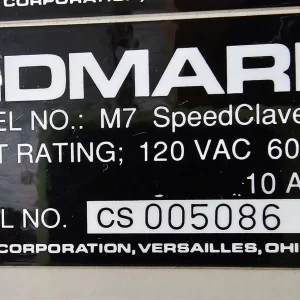 CORPORATION,
DMAR
EL NO.: M7 SpeedClave
T RATING; 120 VAC 60
10 A
L NO. CS 005086
CORPORATION, VERSAILLES, OHI